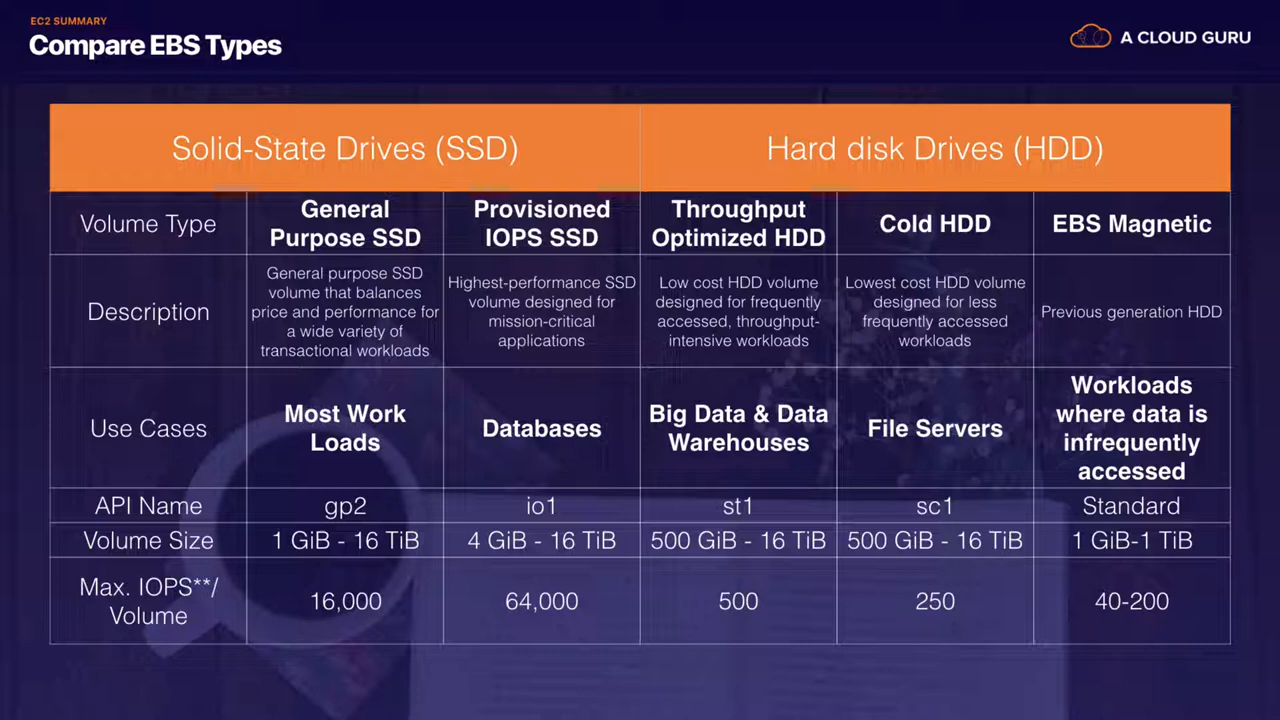 EC2 SUMMARY
Compare EBS Types
A CLOUD GURU
Solid-State Drives (SSD)
Hard disk Drives (HDD)
Volume Type
General
Purpose SSD
Provisioned
IOPS SSD
Throughput
Optimized HDD
Cold HDD
EBS Magnetic
Description
General purpose SSD
volume that balances
price and performance for
a wide variety of
transactional workloads
Highest-performance SSD
volume designed for
mission-critical
applications
Low cost HDD volume
designed for frequently
accessed, throughput-
intensive workloads
Lowest cost HDD volume
designed for less
frequently accessed
workloads
Previous generation HDD
Use Cases
Most Work
Loads
Databases
Big Data & Data
Warehouses
File Servers
Workloads
where data is
infrequently
accessed
API Name
gp2
io1
st1
sc1
Standard
Volume Size
1 GiB - 16 TiB
4 GiB - 16 TiB
500 GiB - 16 TiB
500 GiB - 16 TiB
1 GiB-1 TiB
Max. IOPS**/
Volume
16,000
64,000
500
250
40-200